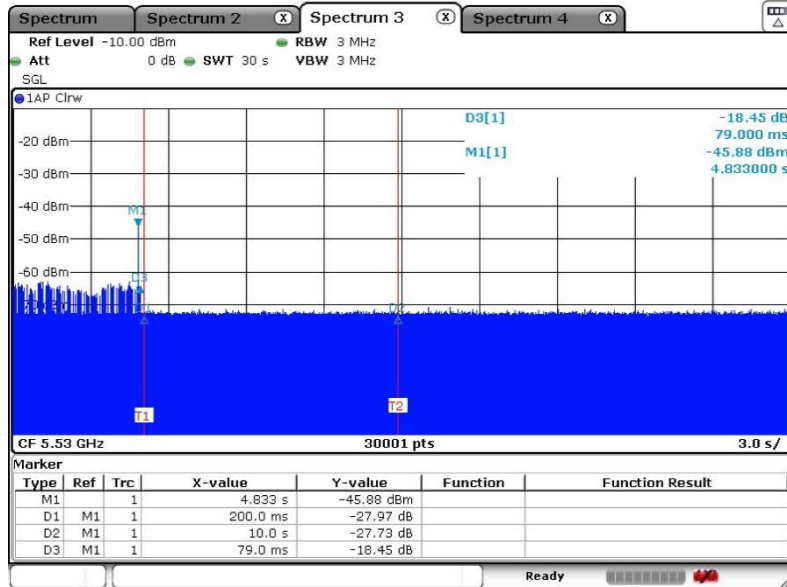 Spectrum Spectrum 2 X Spectrum 3 X Spectrum 4 X
Ref Level -10.00 dBm RBW 3 MHz
Att 0 dB SWT 30 s VBW 3 MHz
SGL
1AP Clrw
D3[1] -18.45 dB
79.000 ms
M1[1] -45.88 dBm
4.833000 s
-20 dBm
-30 dBm
-40 dBm
M1
-50 dBm
-60 dBm
D3
D2
T1 T2
CF 5.53 GHz 30001 pts 3.0 s/
Marker
Type Ref Trc X-value Y-value Function Function Result
M1 1 4.833 s -45.88 dBm
D1 M1 1 200.0 ms -27.97 dB
D2 M1 1 10.0 s -27.73 dB
D3 M1 1 79.0 ms -18.45 dB
Ready